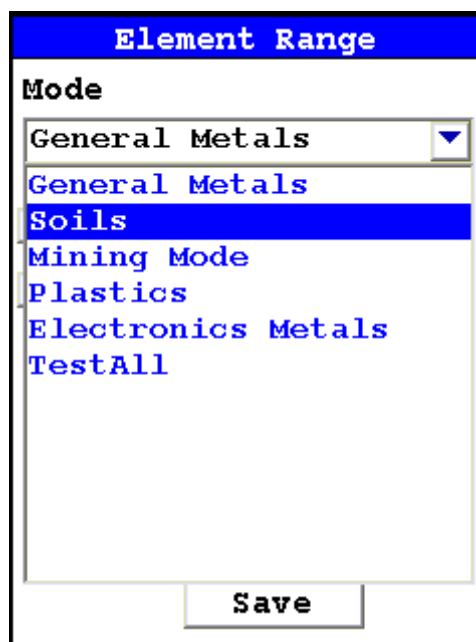 Element Range
Mode
General Metals
General Metals
Soils
Mining Mode
Plastics
Electronics Metals
TestAll
Save